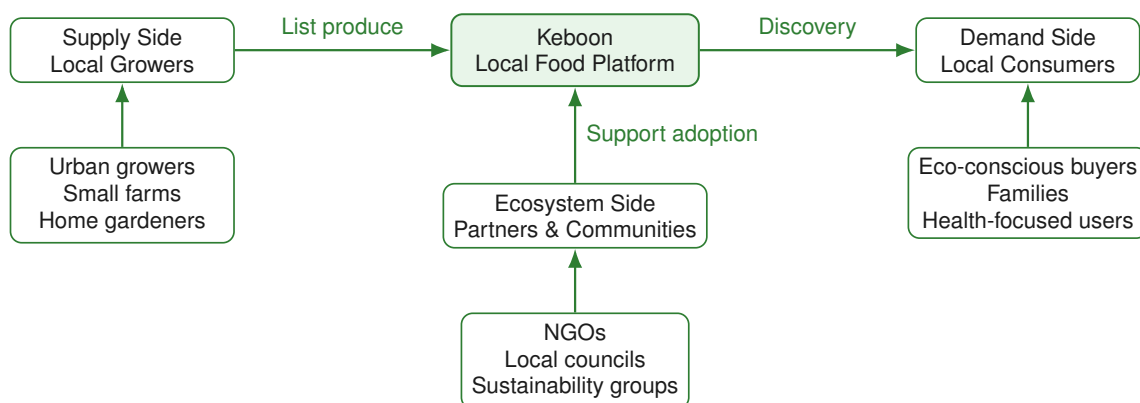 Supply Side
Local Growers
List produce
Keboon
Local Food Platform
Discovery
Demand Side
Local Consumers
Urban growers
Small farms
Home gardeners
Support adoption
Ecosystem Side
Partners & Communities
Eco-conscious buyers
Families
Health-focused users
NGOs
Local councils
Sustainability groups